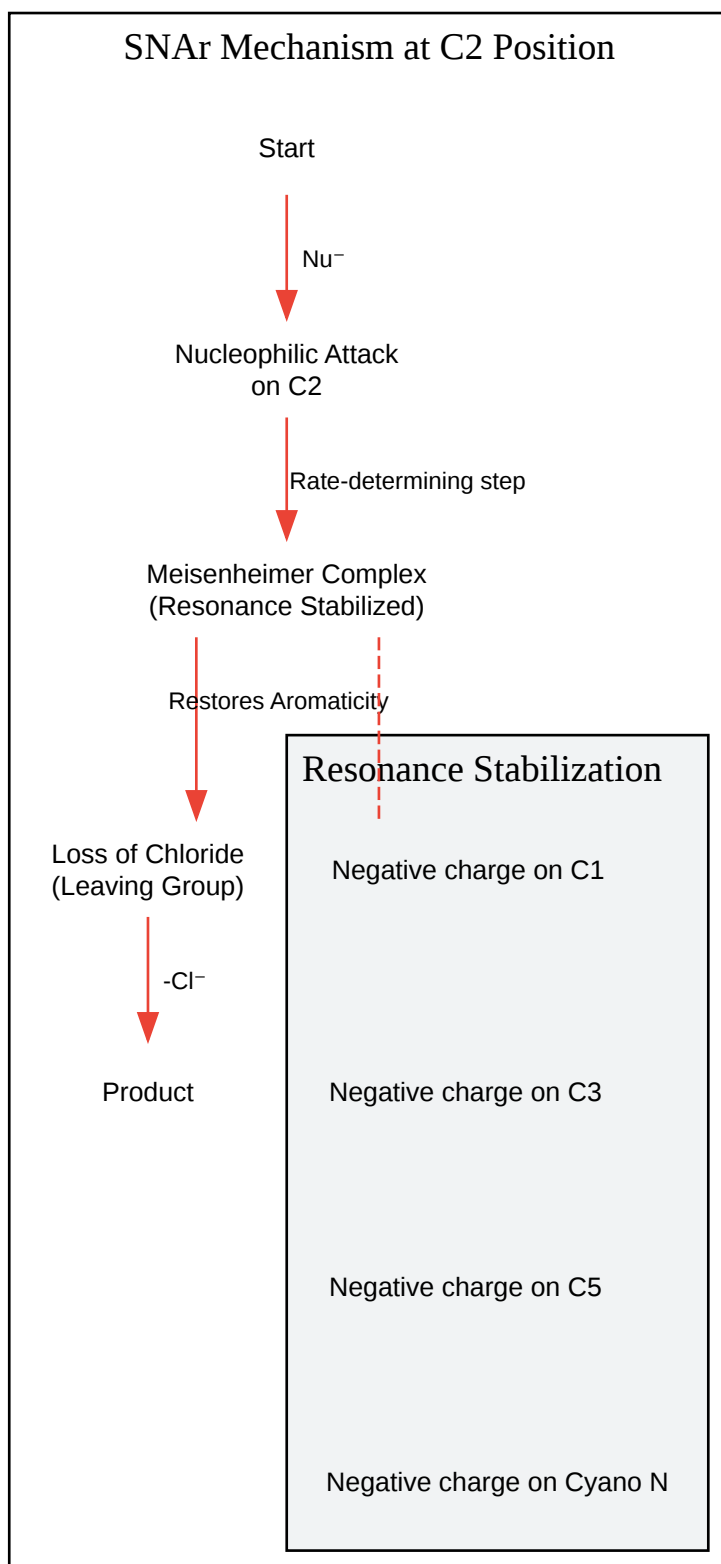 SNAr Mechanism at C2 Position
Start
Nu⁻
Nucleophilic Attack
on C2
Rate-determining step
Meisenheimer Complex
(Resonance Stabilized)
Restores Aromaticity
Resonance Stabilization
Loss of Chloride
(Leaving Group)
Negative charge on C1
-Cl⁻
Product
Negative charge on C3
Negative charge on C5
Negative charge on Cyano N